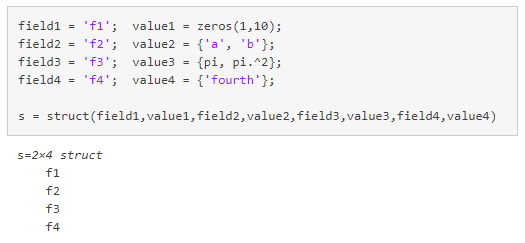 field1 = 'f1';  value1 = zeros(1,10);
field2 = 'f2';  value2 = {'a', 'b'};
field3 = 'f3';  value3 = {pi, pi.^2};
field4 = 'f4';  value4 = {'fourth'};
s = struct(field1,value1,field2,value2,field3,value3,field4,value4)
s=2×4 struct
f1
f2
f3
f4